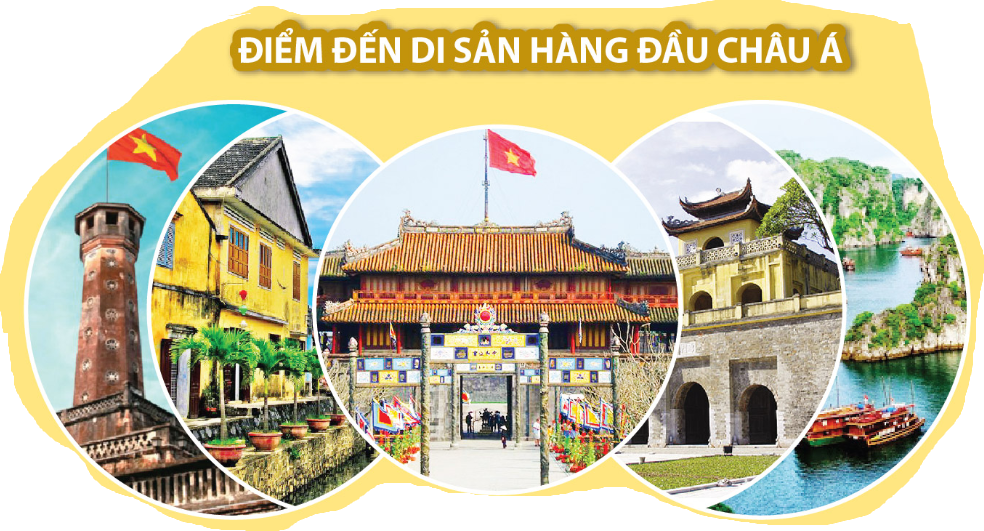 ĐIỂM ĐẾN DI SẢN HÀNG ĐẦU CHÂU Á